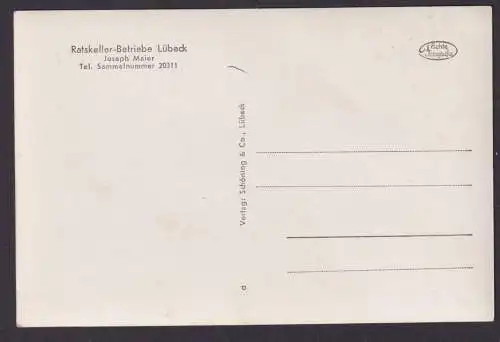 Ratskeller-Betriebe Lübeck
Joseph Maier
Tel. Sammelnummer 20311
Verlag: Schöning & Co., Lübeck
a